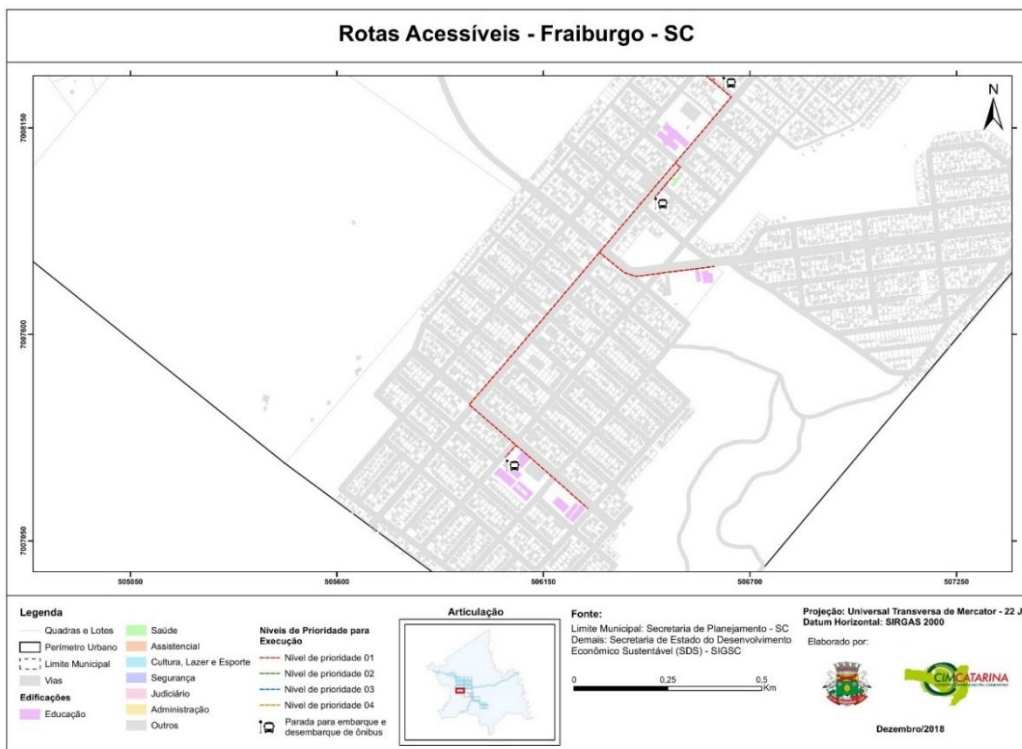 Rotas Acessíveis - Fraiburgo - SC
N
7008150
7007600
7007050
505050
505600
506150
506700
507250
Legenda
Quadras e Lotes
Perímetro Urbano
Limite Municipal
Vias
Edificações
Educação
Saúde
Assistencial
Cultura, Lazer e Esporte
Segurança
Judiciário
Administração
Outros
Níveis de Prioridade para
Execução
Nível de prioridade 01
Nível de prioridade 02
Nível de prioridade 03
Nível de prioridade 04
Parada para embarque e
desembarque de ônibus
Articulação
Fonte:
Limite Municipal: Secretaria de Planejamento - SC
Demais: Secretaria de Estado do Desenvolvimento
Econômico Sustentável (SDS) - SIGSC
0
0,25
0,5
Km
Projeção: Universal Transversa de Mercator - 22 J
Datum Horizontal: SIRGAS 2000
Elaborado por:
CIMCATARINA
Dezembro/2018